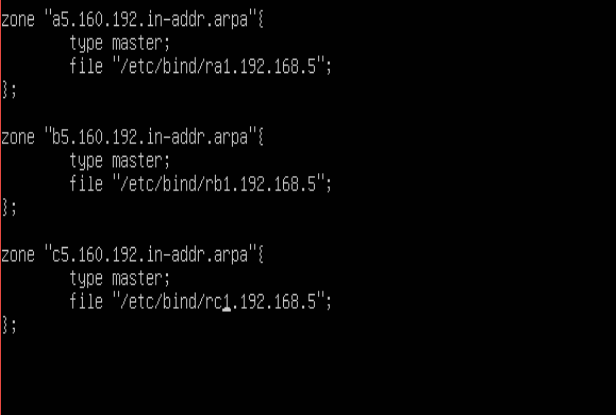 zone "a5.160.192.in-addr.arpa"{
type master;
file "/etc/bind/ra1.192.168.5";
};
zone "b5.160.192.in-addr.arpa"{
type master;
file "/etc/bind/rb1.192.168.5";
};
zone "c5.160.192.in-addr.arpa"{
type master;
file "/etc/bind/rc1.192.168.5";
};